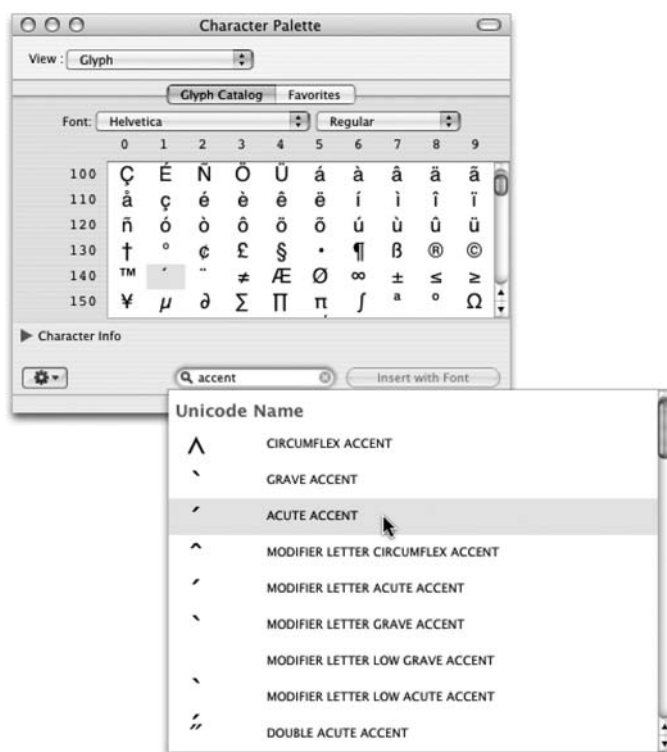 Character Palette
View : Glyph
Glyph Catalog Favorites
Font: Helvetica Regular
0 1 2 3 4 5 6 7 8 9
100 Ç É Ñ Ö Ü á à â ä ã
110 å ç é è ê ë í ì î ï
120 ñ ó ò ô ö õ ú ù û ü
130 † ° ¢ £ § • ¶ ß ® ©
140 ™ ´ ¨ ≠ Æ Ø ∞ ± ≤ ≥
150 ¥ µ ∂ Σ Π π ∫ ª º Ω
Character Info
accent Insert with Font
Unicode Name
^ CIRCUMFLEX ACCENT
` GRAVE ACCENT
´ ACUTE ACCENT
ˆ MODIFIER LETTER CIRCUMFLEX ACCENT
ˊ MODIFIER LETTER ACUTE ACCENT
ˋ MODIFIER LETTER GRAVE ACCENT
ˎ MODIFIER LETTER LOW GRAVE ACCENT
ˏ MODIFIER LETTER LOW ACUTE ACCENT
˝ DOUBLE ACUTE ACCENT